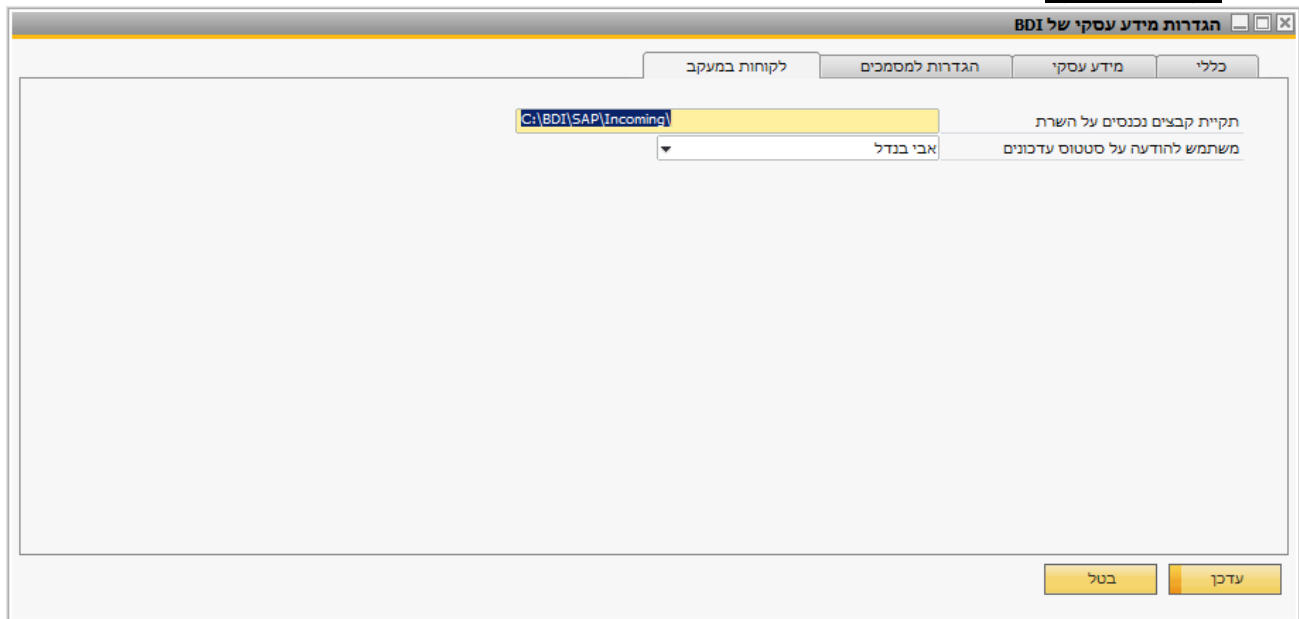 הגדרות מידע עסקי של BDI
כללי מידע עסקי הגדרות למסמכים לקוחות במעקב
תקיית קבצים נכנסים על השרת C:\BDI\SAP\Incoming\
משתמש להודעה על סטטוס עדכונים אבי בנדל
עדכן בטל